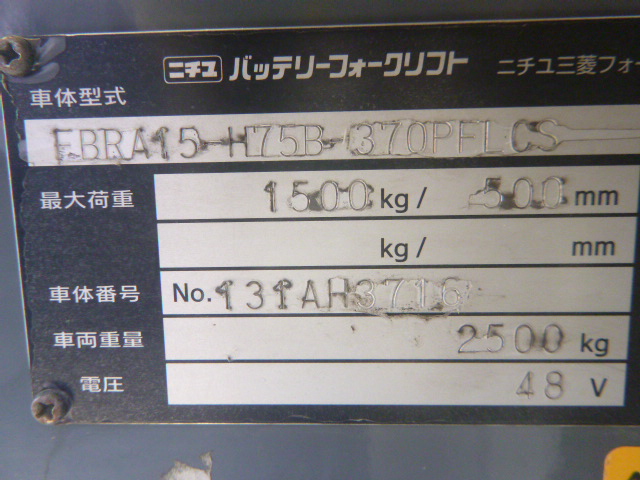 ニチユ バッテリーフォークリフト ニチユ三菱フォー
車体型式
FBRA15-H75B-370PFLCS
最大荷重 1500 kg/ 500 mm
kg/ mm
車体番号 No. 131AH3716
車両重量 2500 kg
電圧 48 V